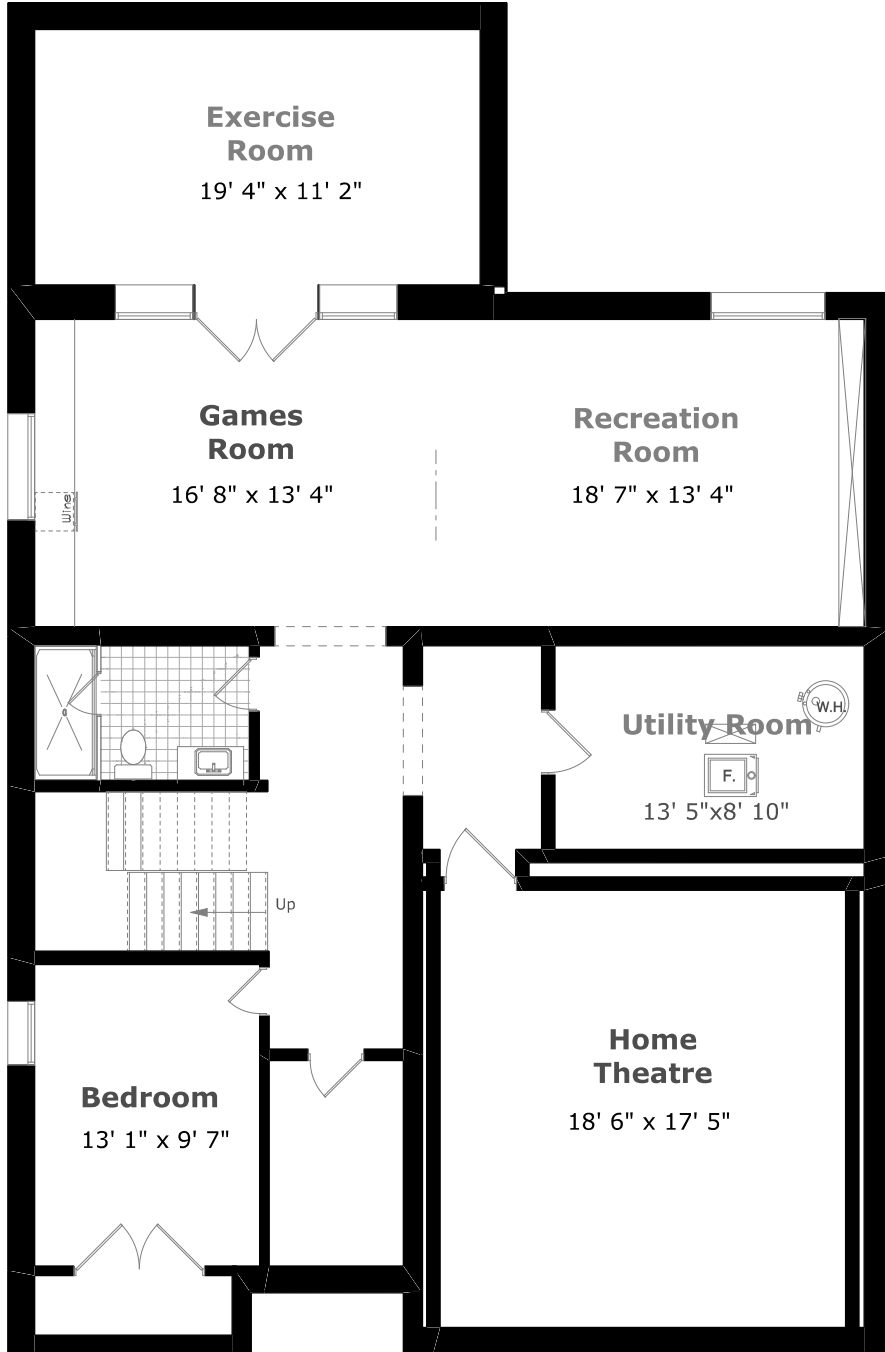 Exercise
Room
19' 4" x 11' 2"
Games
Room
16' 8" x 13' 4"
Recreation
Room
18' 7" x 13' 4"
Wine
W.H.
Utility Room
F.
13' 5"x8' 10"
Up
Home
Theatre
18' 6" x 17' 5"
Bedroom
13' 1" x 9' 7"